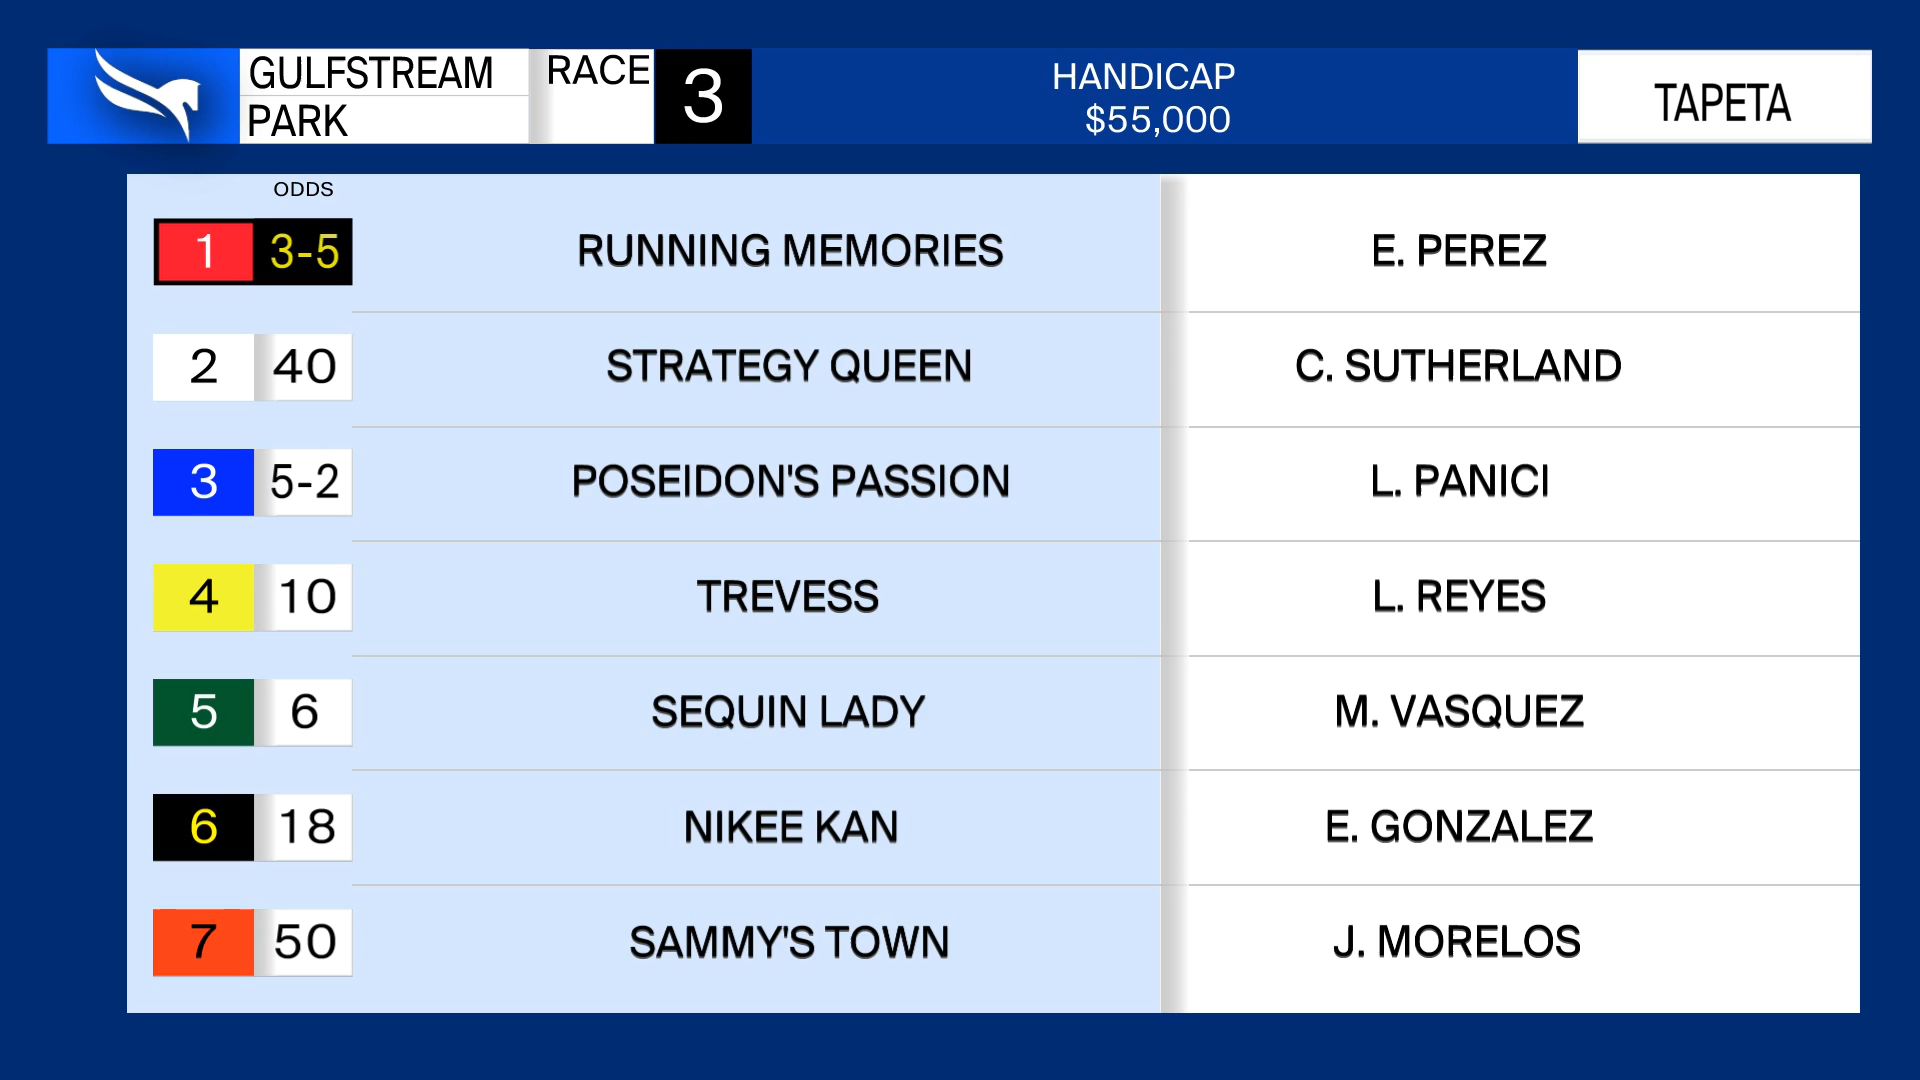 GULFSTREAM
PARK
RACE
3
HANDICAP
$55,000
TAPETA
ODDS
1 3-5 RUNNING MEMORIES E. PEREZ
2 40 STRATEGY QUEEN C. SUTHERLAND
3 5-2 POSEIDON'S PASSION L. PANICI
4 10 TREVESS L. REYES
5 6 SEQUIN LADY M. VASQUEZ
6 18 NIKEE KAN E. GONZALEZ
7 50 SAMMY'S TOWN J. MORELOS